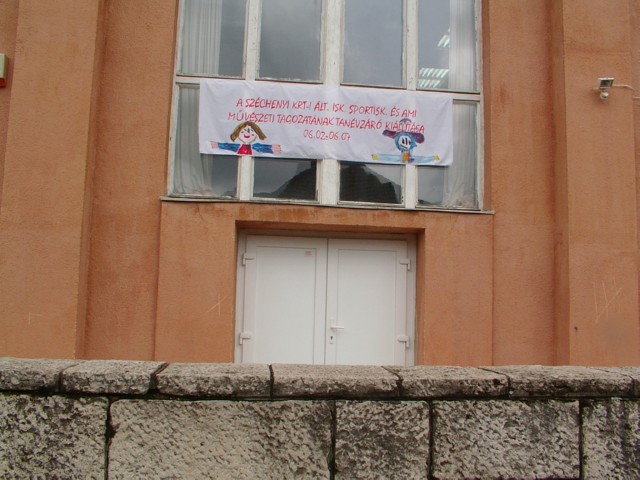 A SZÉCHENYI KRT-I ÁLT. ISK. SPORTISK. ÉS AMI
MŰVÉSZETI TAGOZATÁNAK TANÉVZÁRÓ KIÁLLÍTÁSA
06.02-06.07